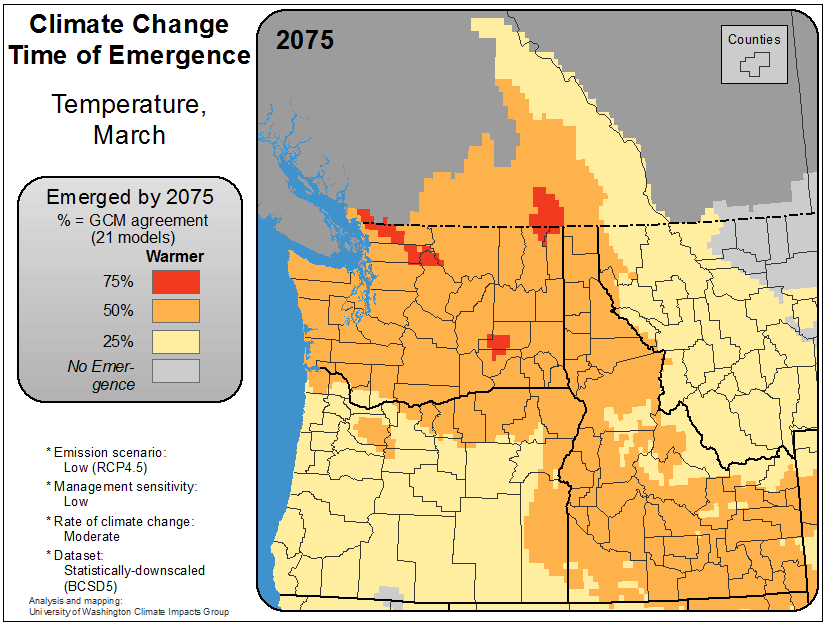 Climate Change
Time of Emergence
Temperature,
March
Emerged by 2075
% = GCM agreement
(21 models)
Warmer
75%
50%
25%
No Emer-
gence
* Emission scenario:
Low (RCP4.5)
* Management sensitivity:
Low
* Rate of climate change:
Moderate
* Dataset:
Statistically-downscaled
(BCSD5)
Analysis and mapping:
University of Washington Climate Impacts Group
2075
Counties